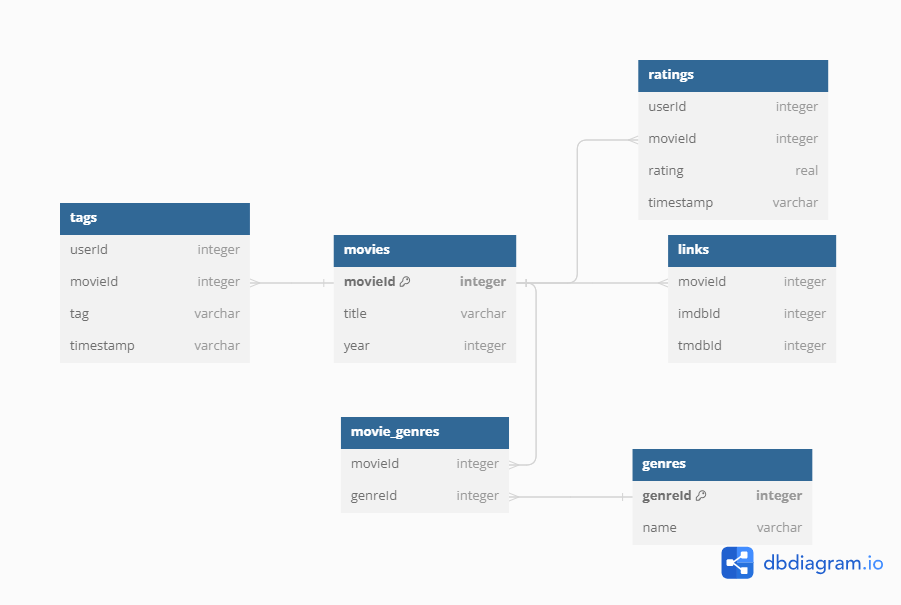 ratings
userId integer
movieId integer
rating real
timestamp varchar
tags
userId integer
movieId integer
tag varchar
timestamp varchar
movies
movieId integer
title varchar
year integer
links
movieId integer
imdbId integer
tmdbId integer
movie_genres
movieId integer
genreId integer
genres
genreId integer
name varchar
dbdiagram.io